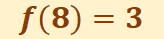 f(8) = 3